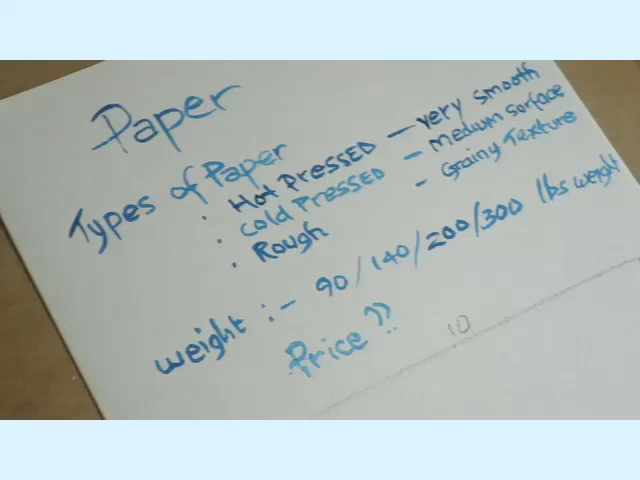 Paper
Types of Paper
. Hot Pressed — very smooth
. Cold Pressed – medium surface
. Rough – Grainy Texture
weight :- 90/140/200/300 lbs weight
Price ??
10